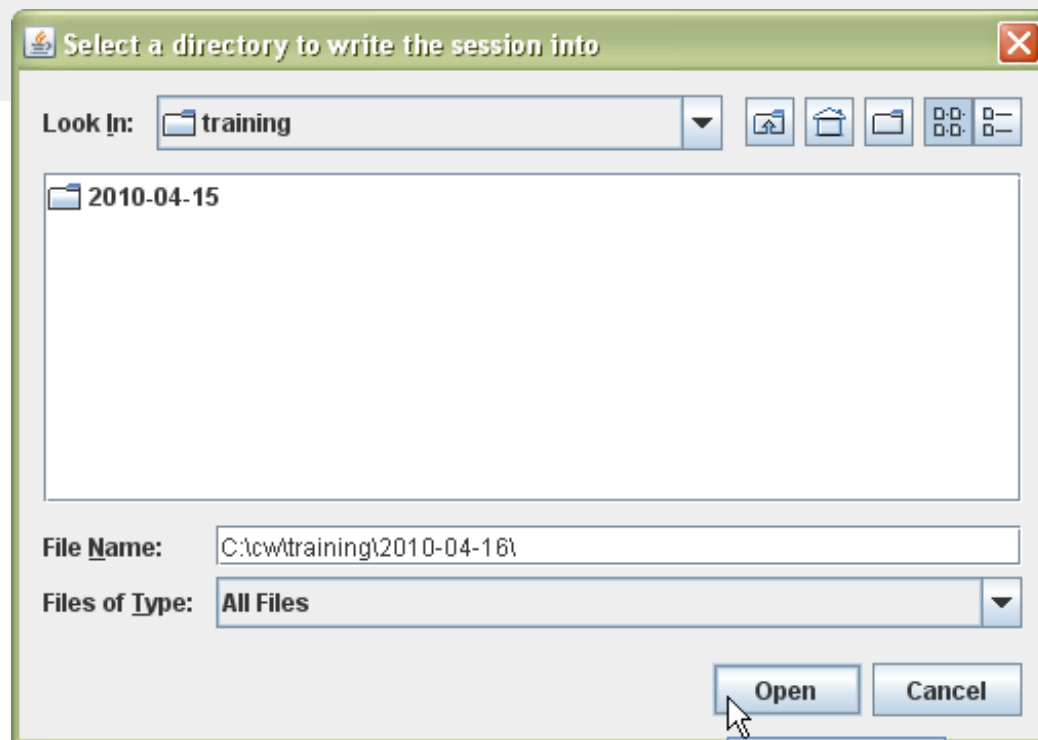 Select a directory to write the session into
Look In: training
2010-04-15
File Name: C:\cw\training\2010-04-16\
Files of Type: All Files
Open Cancel